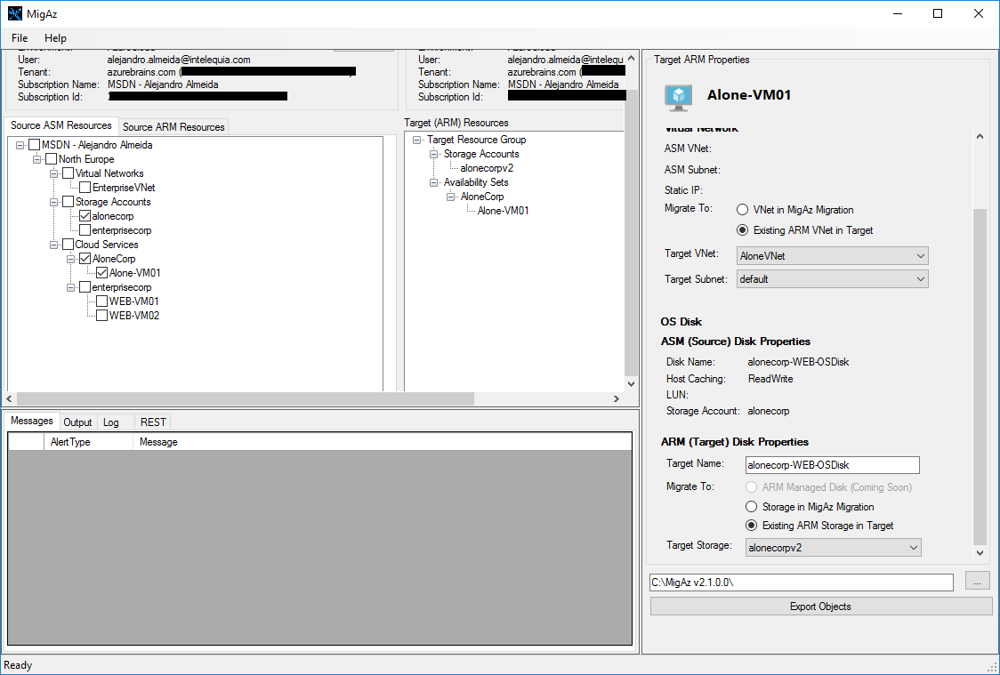 MigAz
File Help
User: alejandro.almeida@intelequia.com
Tenant: azurebrains.com (
Subscription Name: MSDN - Alejandro Almeida
Subscription Id:
User: alejandro.almeida@intelequ
Tenant: azurebrains.com (
Subscription Name: MSDN - Alejandro Almeida
Subscription Id:
Source ASM Resources Source ARM Resources
MSDN - Alejandro Almeida
North Europe
Virtual Networks
EnterpriseVNet
Storage Accounts
alonecorp
enterprisecorp
Cloud Services
AloneCorp
Alone-VM01
enterprisecorp
WEB-VM01
WEB-VM02
Target (ARM) Resources
Target Resource Group
Storage Accounts
alonecorpv2
Availability Sets
AloneCorp
Alone-VM01
Messages Output Log REST
AlertType Message
Target ARM Properties
Alone-VM01
Virtual Network
ASM VNet:
ASM Subnet:
Static IP:
Migrate To: VNet in MigAz Migration
Existing ARM VNet in Target
Target VNet: AloneVNet
Target Subnet: default
OS Disk
ASM (Source) Disk Properties
Disk Name: alonecorp-WEB-OSDisk
Host Caching: ReadWrite
LUN:
Storage Account: alonecorp
ARM (Target) Disk Properties
Target Name: alonecorp-WEB-OSDisk
Migrate To: ARM Managed Disk (Coming Soon)
Storage in MigAz Migration
Existing ARM Storage in Target
Target Storage: alonecorpv2
C:\MigAz v2.1.0.0\ ...
Export Objects
Ready